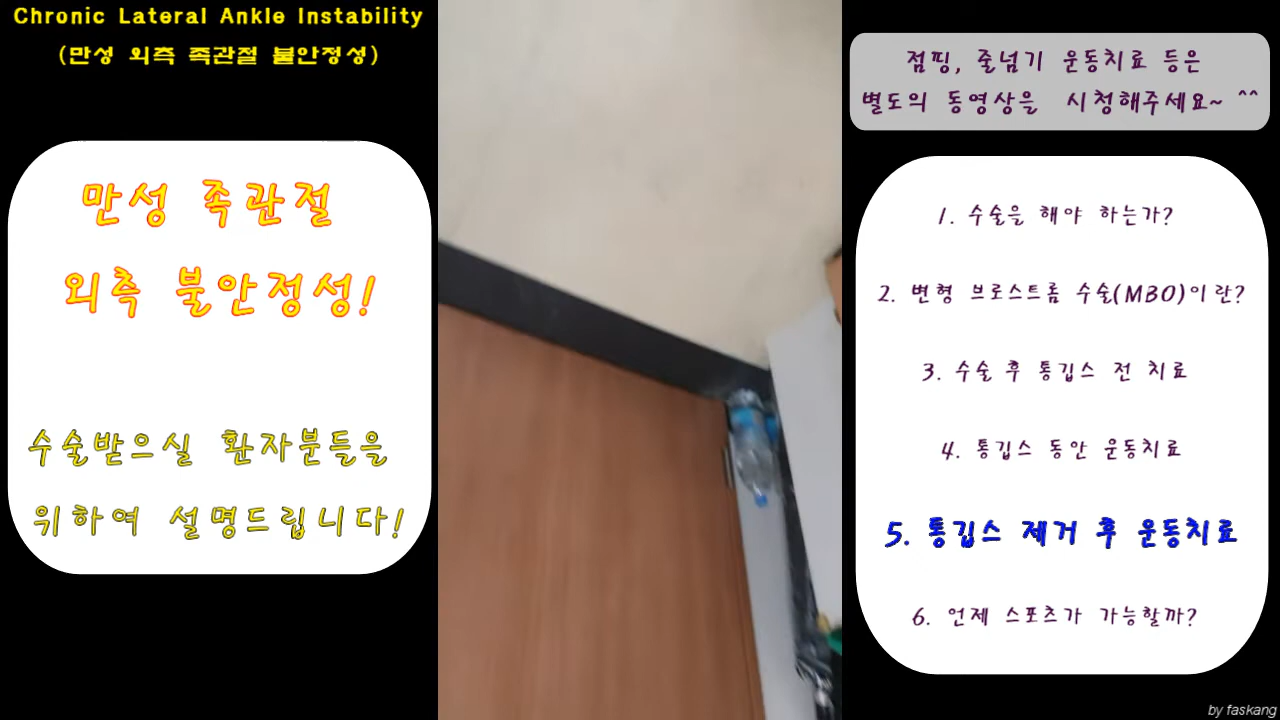 Chronic Lateral Ankle Instability
(만성 외측 족관절 불안정성)
만성 족관절
외측 불안정성!
수술받으실 환자분들을
위하여 설명드립니다!
점핑, 줄넘기 운동치료 등은
별도의 동영상을 시청해주세요~ ^^
1. 수술을 해야 하는가?
2. 변형 브로스트롬 수술(MBO)이란?
3. 수술 후 통깁스 전 치료
4. 통깁스 동안 운동치료
5. 통깁스 제거 후 운동치료
6. 언제 스포츠가 가능할까?
by faskang